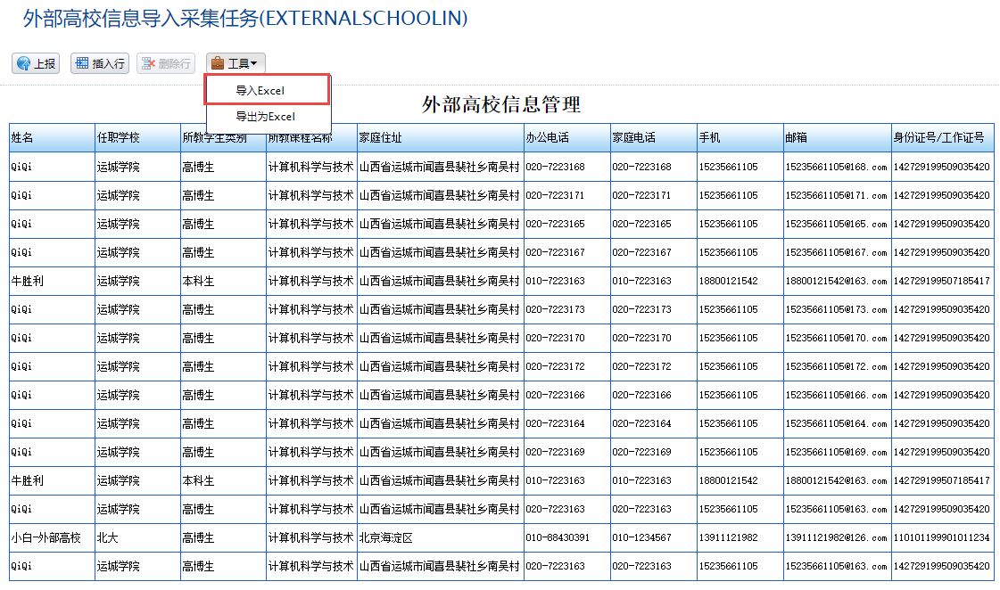 外部高校信息导入采集任务(EXTERNALSCHOOLIN)
上报 插入行 删除行 工具
导入Excel
外部高校信息管理
导出为Excel
姓名 任职学校 所教学生类别 所教课程名称 家庭住址 办公电话 家庭电话 手机 邮箱 身份证号/工作证号
QiQi 运城学院 高博生 计算机科学与技术 山西省运城市闻喜县裴社乡南吴村 020-7223168 020-7223168 15235661105 15235661105@168.com 142729199509035420
QiQi 运城学院 高博生 计算机科学与技术 山西省运城市闻喜县裴社乡南吴村 020-7223171 020-7223171 15235661105 15235661105@171.com 142729199509035420
QiQi 运城学院 高博生 计算机科学与技术 山西省运城市闻喜县裴社乡南吴村 020-7223165 020-7223165 15235661105 15235661105@165.com 142729199509035420
QiQi 运城学院 高博生 计算机科学与技术 山西省运城市闻喜县裴社乡南吴村 020-7223167 020-7223167 15235661105 15235661105@167.com 142729199509035420
牛胜利 运城学院 本科生 计算机科学与技术 山西省运城市闻喜县裴社乡南吴村 010-7223163 010-7223163 18800121542 18800121542@163.com 142729199507185417
QiQi 运城学院 高博生 计算机科学与技术 山西省运城市闻喜县裴社乡南吴村 020-7223173 020-7223173 15235661105 15235661105@173.com 142729199509035420
QiQi 运城学院 高博生 计算机科学与技术 山西省运城市闻喜县裴社乡南吴村 020-7223170 020-7223170 15235661105 15235661105@170.com 142729199509035420
QiQi 运城学院 高博生 计算机科学与技术 山西省运城市闻喜县裴社乡南吴村 020-7223172 020-7223172 15235661105 15235661105@172.com 142729199509035420
QiQi 运城学院 高博生 计算机科学与技术 山西省运城市闻喜县裴社乡南吴村 020-7223166 020-7223166 15235661105 15235661105@166.com 142729199509035420
QiQi 运城学院 高博生 计算机科学与技术 山西省运城市闻喜县裴社乡南吴村 020-7223164 020-7223164 15235661105 15235661105@164.com 142729199509035420
QiQi 运城学院 高博生 计算机科学与技术 山西省运城市闻喜县裴社乡南吴村 020-7223169 020-7223169 15235661105 15235661105@169.com 142729199509035420
牛胜利 运城学院 本科生 计算机科学与技术 山西省运城市闻喜县裴社乡南吴村 010-7223163 010-7223163 18800121542 18800121542@163.com 142729199507185417
QiQi 运城学院 高博生 计算机科学与技术 山西省运城市闻喜县裴社乡南吴村 020-7223163 020-7223163 15235661105 15235661105@163.com 142729199509035420
小白-外部高校 北大 高博生 计算机科学与技术 北京海淀区 010-88430391 010-1234567 13911121982 13911121982@126.com 110101199901011234
QiQi 运城学院 高博生 计算机科学与技术 山西省运城市闻喜县裴社乡南吴村 020-7223163 020-7223163 15235661105 15235661105@163.com 142729199509035420